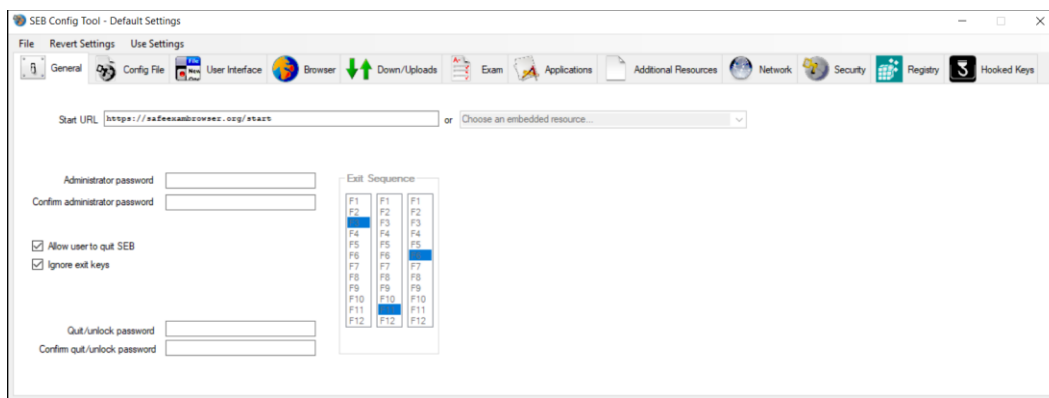 SEB Config Tool - Default Settings
File Revert Settings Use Settings
General Config File User Interface Browser Down/Uploads Exam Applications Additional Resources Network Security Registry Hooked Keys
Start URL https://safeexambrowser.org/start or Choose an embedded resource...
Administrator password
Confirm administrator password
Allow user to quit SEB
Ignore exit keys
Quit/unlock password
Confirm quit/unlock password
Exit Sequence
F1 F1 F1
F2 F2 F2
F3 F3
F4 F4 F4
F5 F5 F5
F6 F6
F7 F7 F7
F8 F8 F8
F9 F9 F9
F10 F10 F10
F11 F11
F12 F12 F12